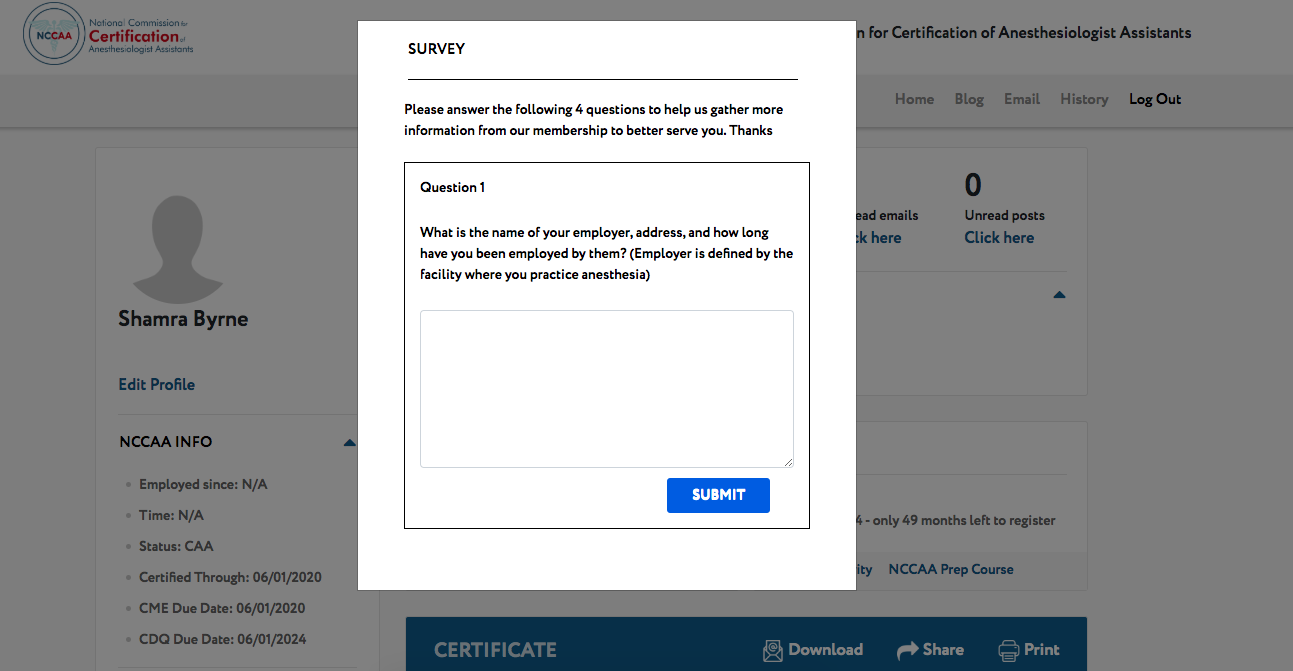 National Commission for
NCCAA Certification of
Anesthesiologist Assistants
n for Certification of Anesthesiologist Assistants
Home Blog Email History Log Out
SURVEY
Please answer the following 4 questions to help us gather more
information from our membership to better serve you. Thanks
Question 1
What is the name of your employer, address, and how long
have you been employed by them? (Employer is defined by the
facility where you practice anesthesia)
SUBMIT
Shamra Byrne
Edit Profile
NCCAA INFO
Employed since: N/A
Time: N/A
Status: CAA
Certified Through: 06/01/2020
CME Due Date: 06/01/2020
CDQ Due Date: 06/01/2024
0
ead emails Unread posts
ck here Click here
4 - only 49 months left to register
ity NCCAA Prep Course
CERTIFICATE Download Share Print